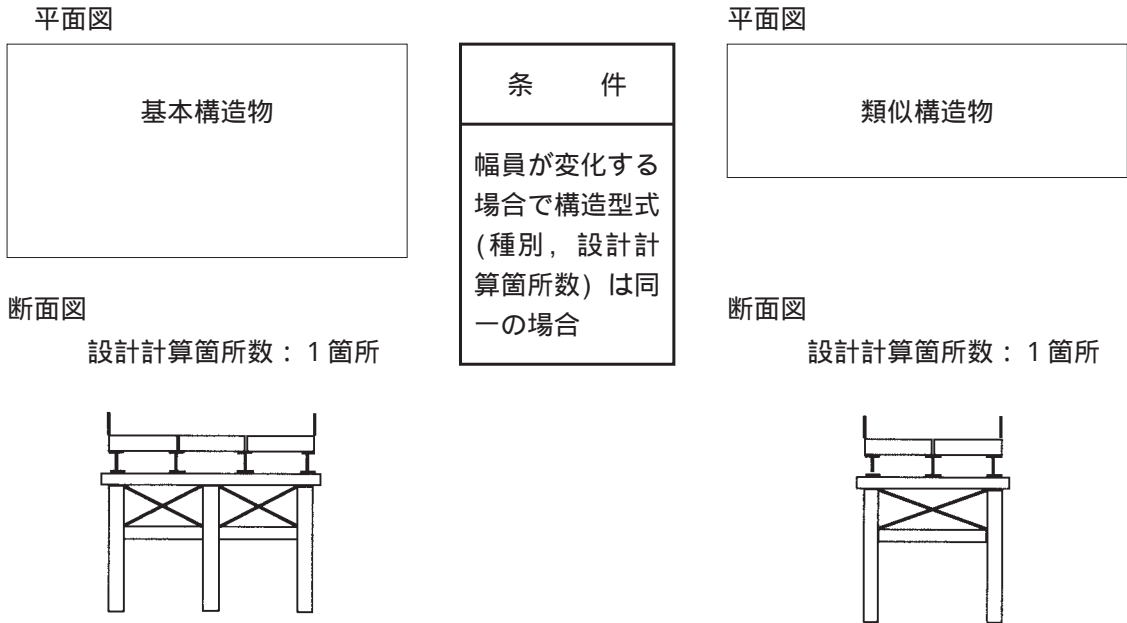 平面図
基本構造物
断面図
設計計算箇所数：1箇所
条　件
幅員が変化する
場合で構造型式
(種別，設計計
算箇所数) は同
一の場合
平面図
類似構造物
断面図
設計計算箇所数：1箇所